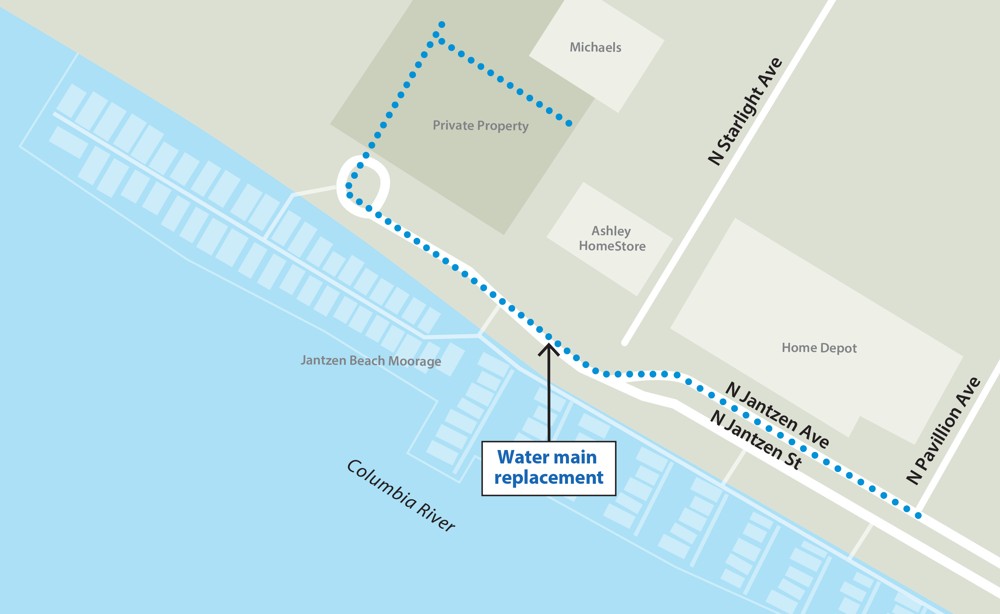 Michaels
N Starlight Ave
Private Property
Ashley
HomeStore
Home Depot
Jantzen Beach Moorage
N Jantzen Ave
N Jantzen St
N Pavillion Ave
Water main
replacement
Columbia River